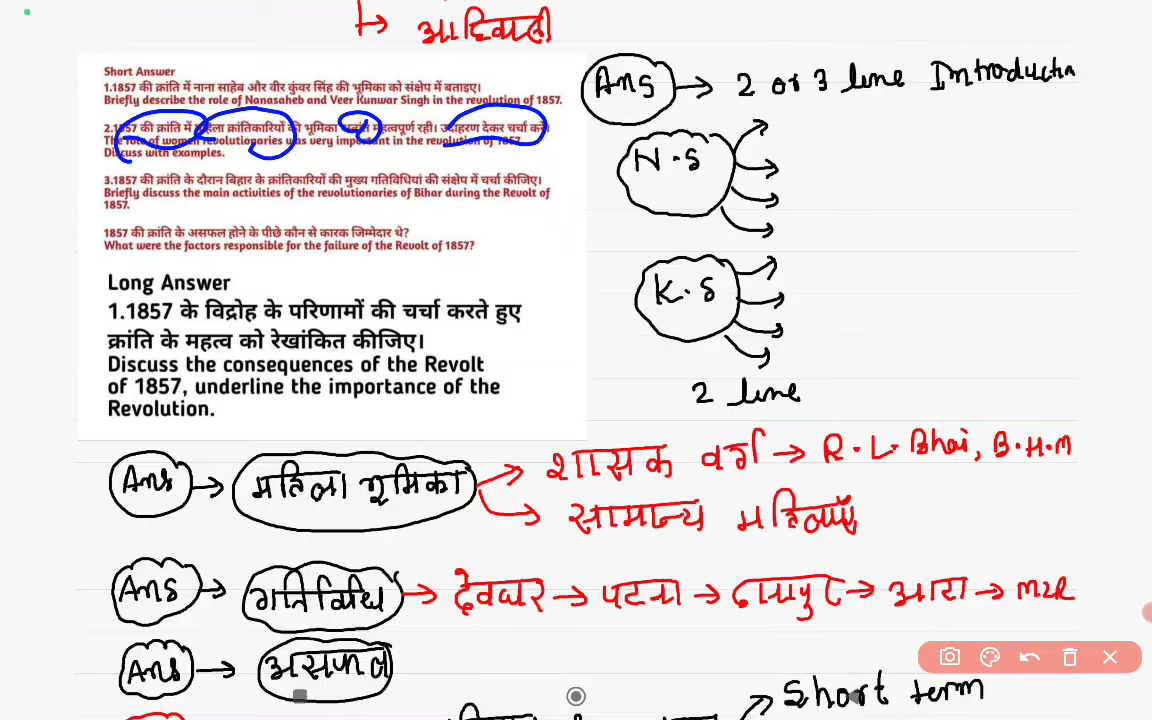 आदिवासी
Short Answer
1.1857 की क्रांति में नाना साहेब और वीर कुंवर सिंह की भूमिका को संक्षेप में बताइए।
Briefly describe the role of Nanasaheb and Veer Kunwar Singh in the revolution of 1857.
2.1857 की क्रांति में महिला क्रांतिकारियों की भूमिका अत्यंत महत्वपूर्ण रही। उदाहरण देकर चर्चा करें।
The role of women revolutionaries was very important in the revolution of 1857.
Discuss with examples.
3.1857 की क्रांति के दौरान बिहार के क्रांतिकारियों की मुख्य गतिविधियां की संक्षेप में चर्चा कीजिए।
Briefly discuss the main activities of the revolutionaries of Bihar during the Revolt of
1857.
1857 की क्रांति के असफल होने के पीछे कौन से कारक जिम्मेदार थे?
What were the factors responsible for the failure of the Revolt of 1857?
Long Answer
1.1857 के विद्रोह के परिणामों की चर्चा करते हुए
क्रांति के महत्व को रेखांकित कीजिए।
Discuss the consequences of the Revolt
of 1857, underline the importance of the
Revolution.
Ans → 2 or 3 line
N.S
K.S
2 line
Ans → महिला भूमिका → शासक वर्ग → R.L. Bhai, B.H.M
→ सामान्य महिलाएँ
Ans → गतिविधि → देवघर → पटना → दानापुर → आरा →
Ans → असफल
→ Short term